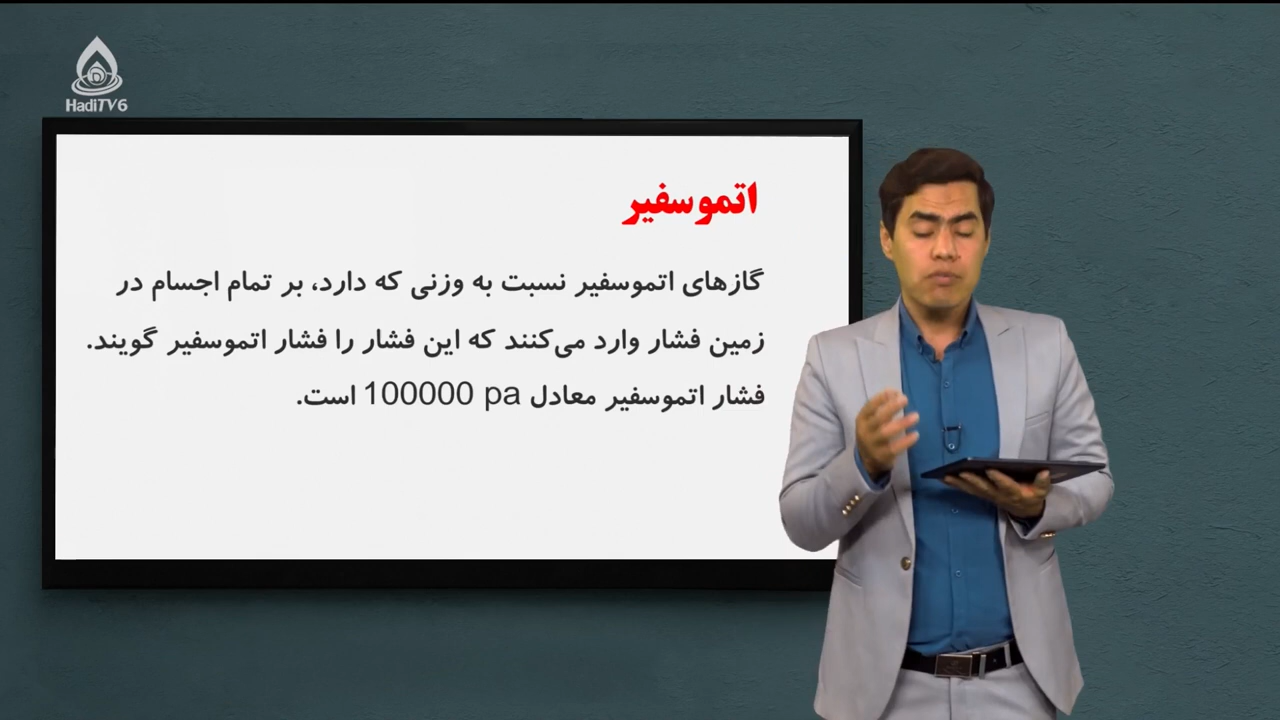 HadiTV6
اتموسفیر
گازهای اتموسفیر نسبت به وزنی که دارد، بر تمام اجسام در
زمین فشار وارد می‌کنند که این فشار را فشار اتموسفیر گویند.
فشار اتموسفیر معادل 100000 pa است.